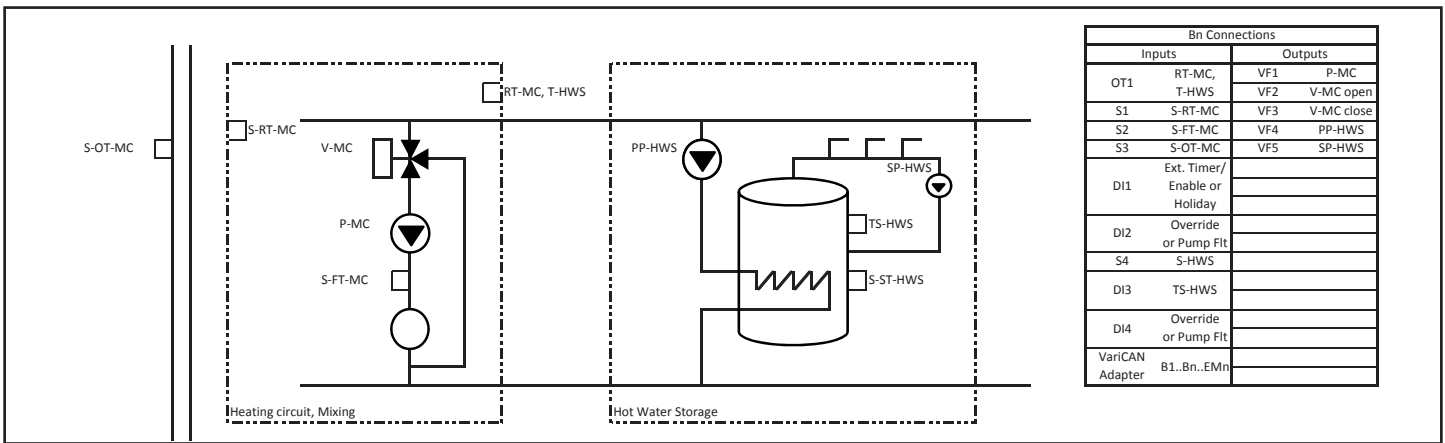 S-OT-MC
S-RT-MC
RT-MC, T-HWS
V-MC
P-MC
S-FT-MC
Heating circuit, Mixing
PP-HWS
SP-HWS
TS-HWS
S-ST-HWS
Hot Water Storage
Bn Connections
Inputs Outputs
OT1 RT-MC, VF1 P-MC
T-HWS VF2 V-MC open
S1 S-RT-MC VF3 V-MC close
S2 S-FT-MC VF4 PP-HWS
S3 S-OT-MC VF5 SP-HWS
DI1 Ext. Timer/
Enable or
Holiday
DI2 Override
or Pump Flt
S4 S-HWS
DI3 TS-HWS
DI4 Override
or Pump Flt
VariCAN
Adapter B1..Bn..EMn